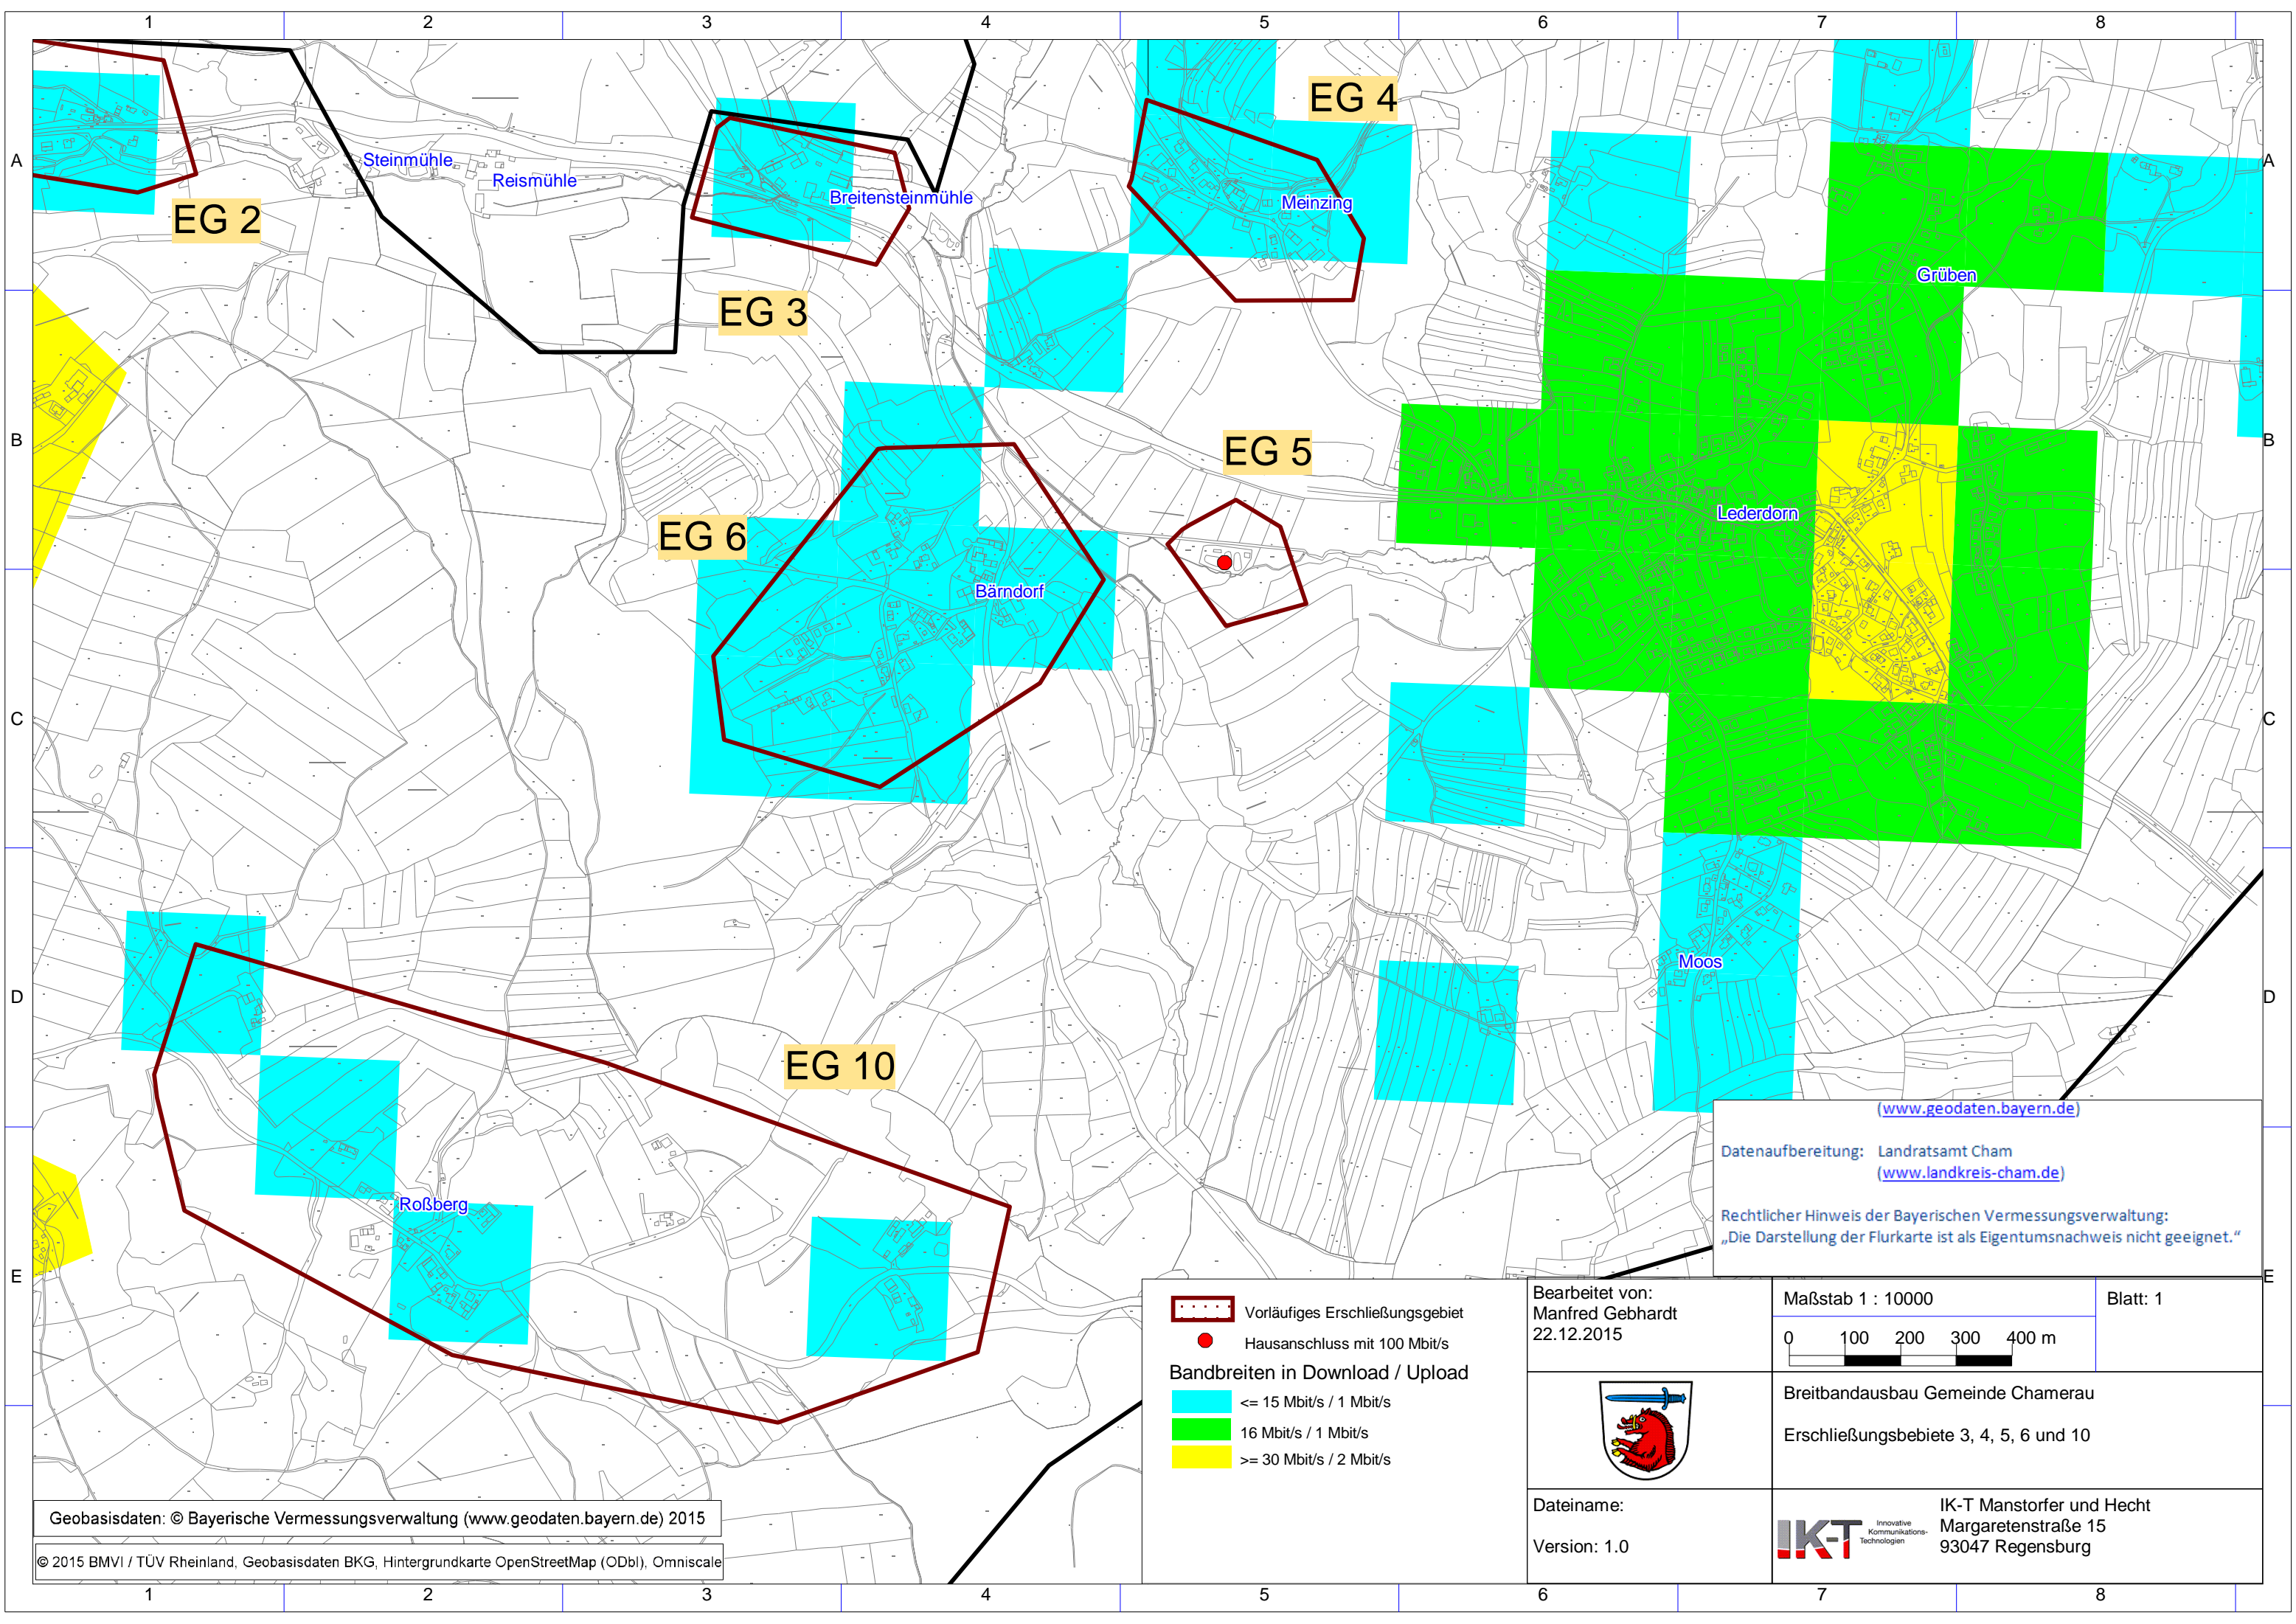 1 2 3 4 5 6 7 8
A
A
EG 4
Steinmühle
Reismühle
Breitensteinmühle
Meinzing
EG 2
Grüben
EG 3
B
B
EG 5
Lederdorn
EG 6
Bärndorf
C
C
Moos
D
D
EG 10
Roßberg
(www.geodaten.bayern.de)
Datenaufbereitung: Landratsamt Cham
(www.landkreis-cham.de)
Rechtlicher Hinweis der Bayerischen Vermessungsverwaltung:
„Die Darstellung der Flurkarte ist als Eigentumsnachweis nicht geeignet.“
E
E
Vorläufiges Erschließungsgebiet
Hausanschluss mit 100 Mbit/s
Bandbreiten in Download / Upload
<= 15 Mbit/s / 1 Mbit/s
16 Mbit/s / 1 Mbit/s
>= 30 Mbit/s / 2 Mbit/s
Bearbeitet von:
Manfred Gebhardt
22.12.2015
Maßstab 1 : 10000
Blatt: 1
0 100 200 300 400 m
Breitbandausbau Gemeinde Chamerau
Erschließungsbebiete 3, 4, 5, 6 und 10
Dateiname:
Version: 1.0
IK-T
Innovative
Kommunikations-
Technologien
IK-T Manstorfer und Hecht
Margaretenstraße 15
93047 Regensburg
Geobasisdaten: © Bayerische Vermessungsverwaltung (www.geodaten.bayern.de) 2015
© 2015 BMVI / TÜV Rheinland, Geobasisdaten BKG, Hintergrundkarte OpenStreetMap (ODbl), Omniscale
1 2 3 4 5 6 7 8